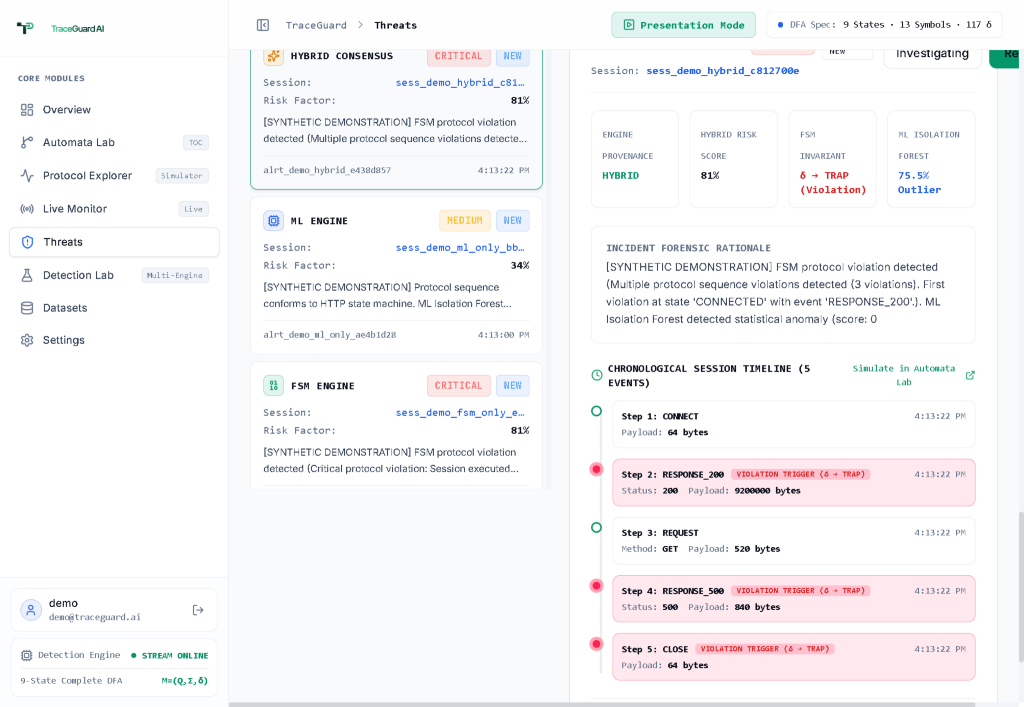 TraceGuard AI
CORE MODULES
Overview
Automata Lab TOC
Protocol Explorer Simulator
Live Monitor Live
Threats
Detection Lab Multi-Engine
Datasets
Settings
demo
demo@traceguard.ai
Detection Engine STREAM ONLINE
9-State Complete DFA M=(Q,Σ,δ)
TraceGuard > Threats
Presentation Mode
DFA Spec: 9 States · 13 Symbols · 117 δ
HYBRID CONSENSUS CRITICAL NEW
Session: sess_demo_hybrid_c81…
Risk Factor: 81%
[SYNTHETIC DEMONSTRATION] FSM protocol violation
detected (Multiple protocol sequence violations detecte...
alrt_demo_hybrid_e438d857 4:13:22 PM
ML ENGINE MEDIUM NEW
Session: sess_demo_ml_only_bb…
Risk Factor: 34%
[SYNTHETIC DEMONSTRATION] Protocol sequence
conforms to HTTP state machine. ML Isolation Forest...
alrt_demo_ml_only_ae4b1d28 4:13:00 PM
FSM ENGINE CRITICAL NEW
Session: sess_demo_fsm_only_e…
Risk Factor: 81%
[SYNTHETIC DEMONSTRATION] FSM protocol violation
detected (Critical protocol violation: Session executed...
NEW
Investigating
Re
Session: sess_demo_hybrid_c812700e
ENGINE
PROVENANCE
HYBRID
HYBRID RISK
SCORE
81%
FSM
INVARIANT
δ → TRAP
(Violation)
ML ISOLATION
FOREST
75.5%
Outlier
INCIDENT FORENSIC RATIONALE
[SYNTHETIC DEMONSTRATION] FSM protocol violation detected
(Multiple protocol sequence violations detected (3 violations). First
violation at state 'CONNECTED' with event 'RESPONSE_200'.). ML
Isolation Forest detected statistical anomaly (score: 0
CHRONOLOGICAL SESSION TIMELINE (5
EVENTS)
Simulate in Automata
Lab
Step 1: CONNECT 4:13:22 PM
Payload: 64 bytes
Step 2: RESPONSE_200 VIOLATION TRIGGER (δ → TRAP) 4:13:22 PM
Status: 200 Payload: 9200000 bytes
Step 3: REQUEST 4:13:22 PM
Method: GET Payload: 520 bytes
Step 4: RESPONSE_500 VIOLATION TRIGGER (δ → TRAP) 4:13:22 PM
Status: 500 Payload: 840 bytes
Step 5: CLOSE VIOLATION TRIGGER (δ → TRAP) 4:13:22 PM
Payload: 64 bytes